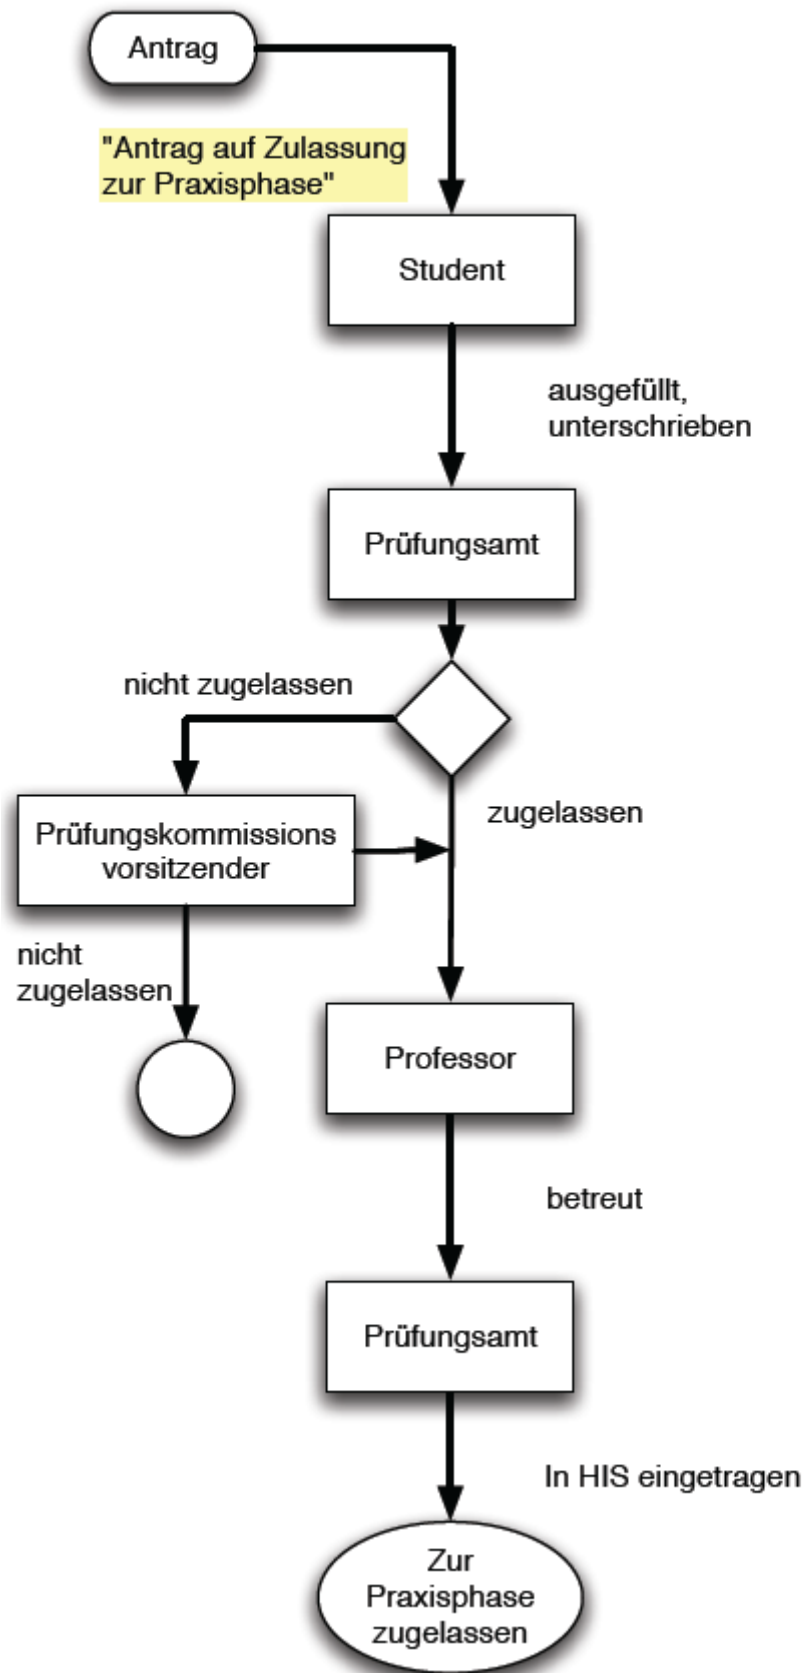 Antrag
"Antrag auf Zulassung
zur Praxisphase"
Student
ausgefüllt,
unterschrieben
Prüfungsamt
nicht zugelassen
zugelassen
Prüfungskommissions
vorsitzender
nicht
zugelassen
Professor
betreut
Prüfungsamt
In HIS eingetragen
Zur
Praxisphase
zugelassen